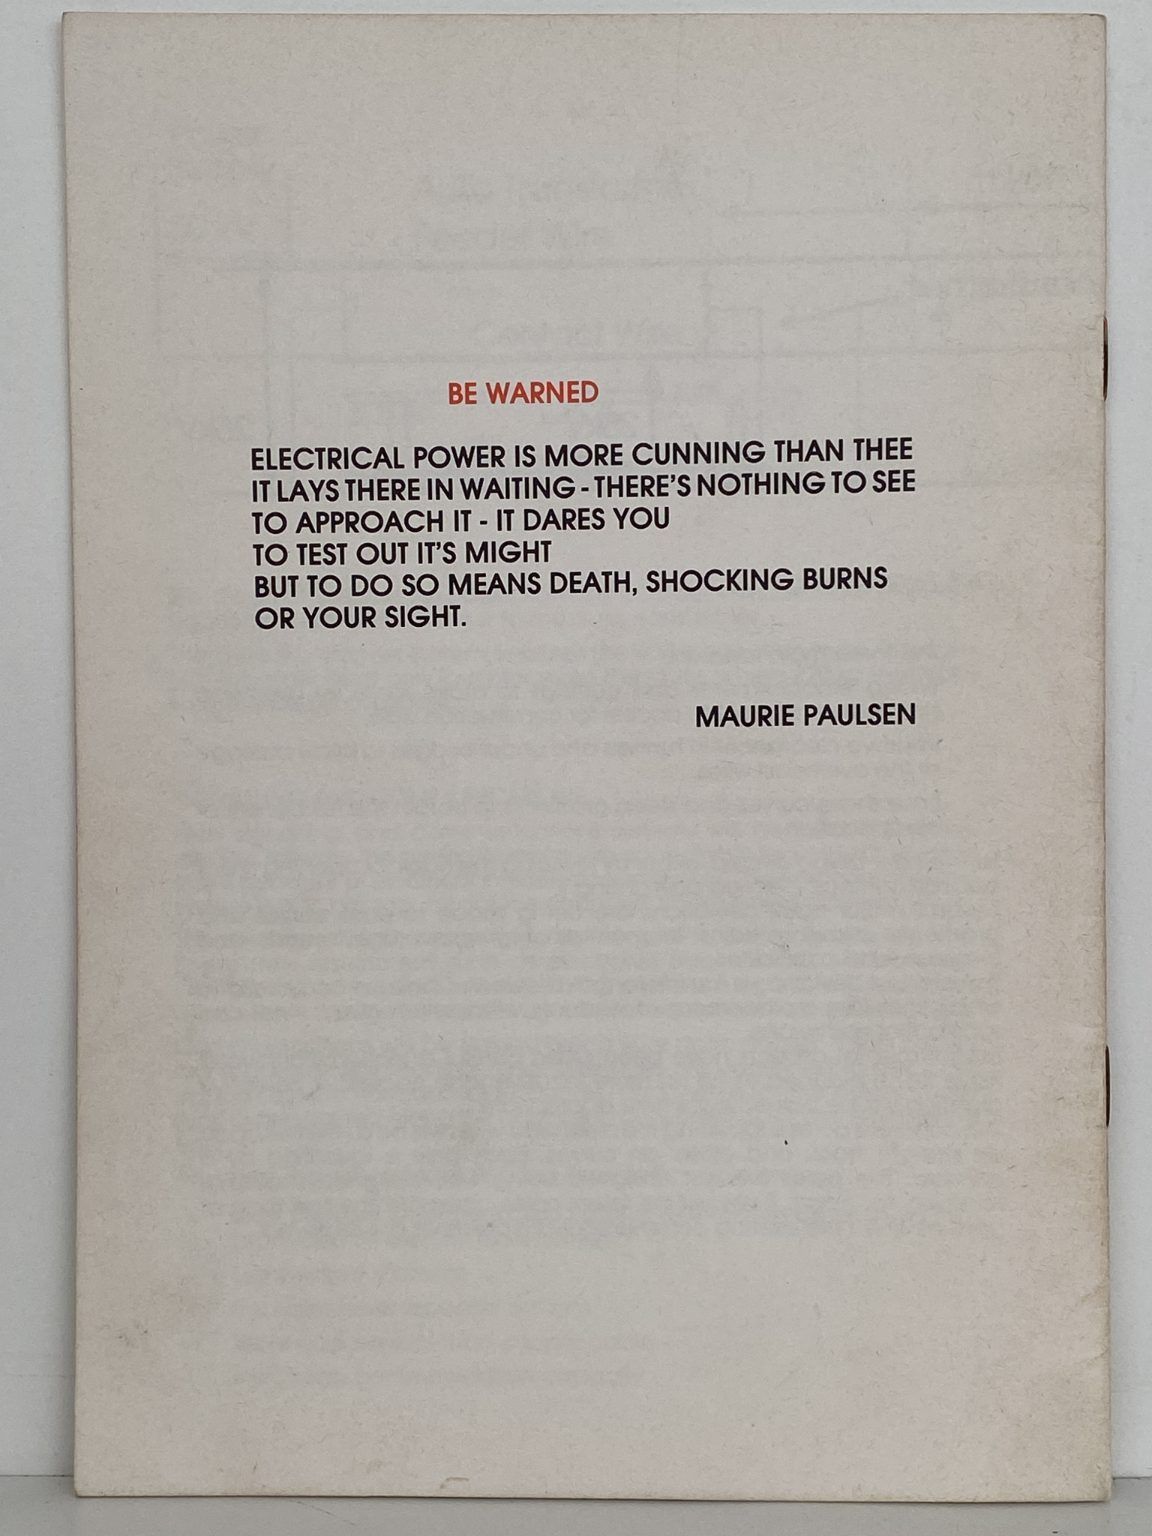 BE WARNED
ELECTRICAL POWER IS MORE CUNNING THAN THEE
IT LAYS THERE IN WAITING - THERE'S NOTHING TO SEE
TO APPROACH IT - IT DARES YOU
TO TEST OUT IT'S MIGHT
BUT TO DO SO MEANS DEATH, SHOCKING BURNS
OR YOUR SIGHT.
MAURIE PAULSEN